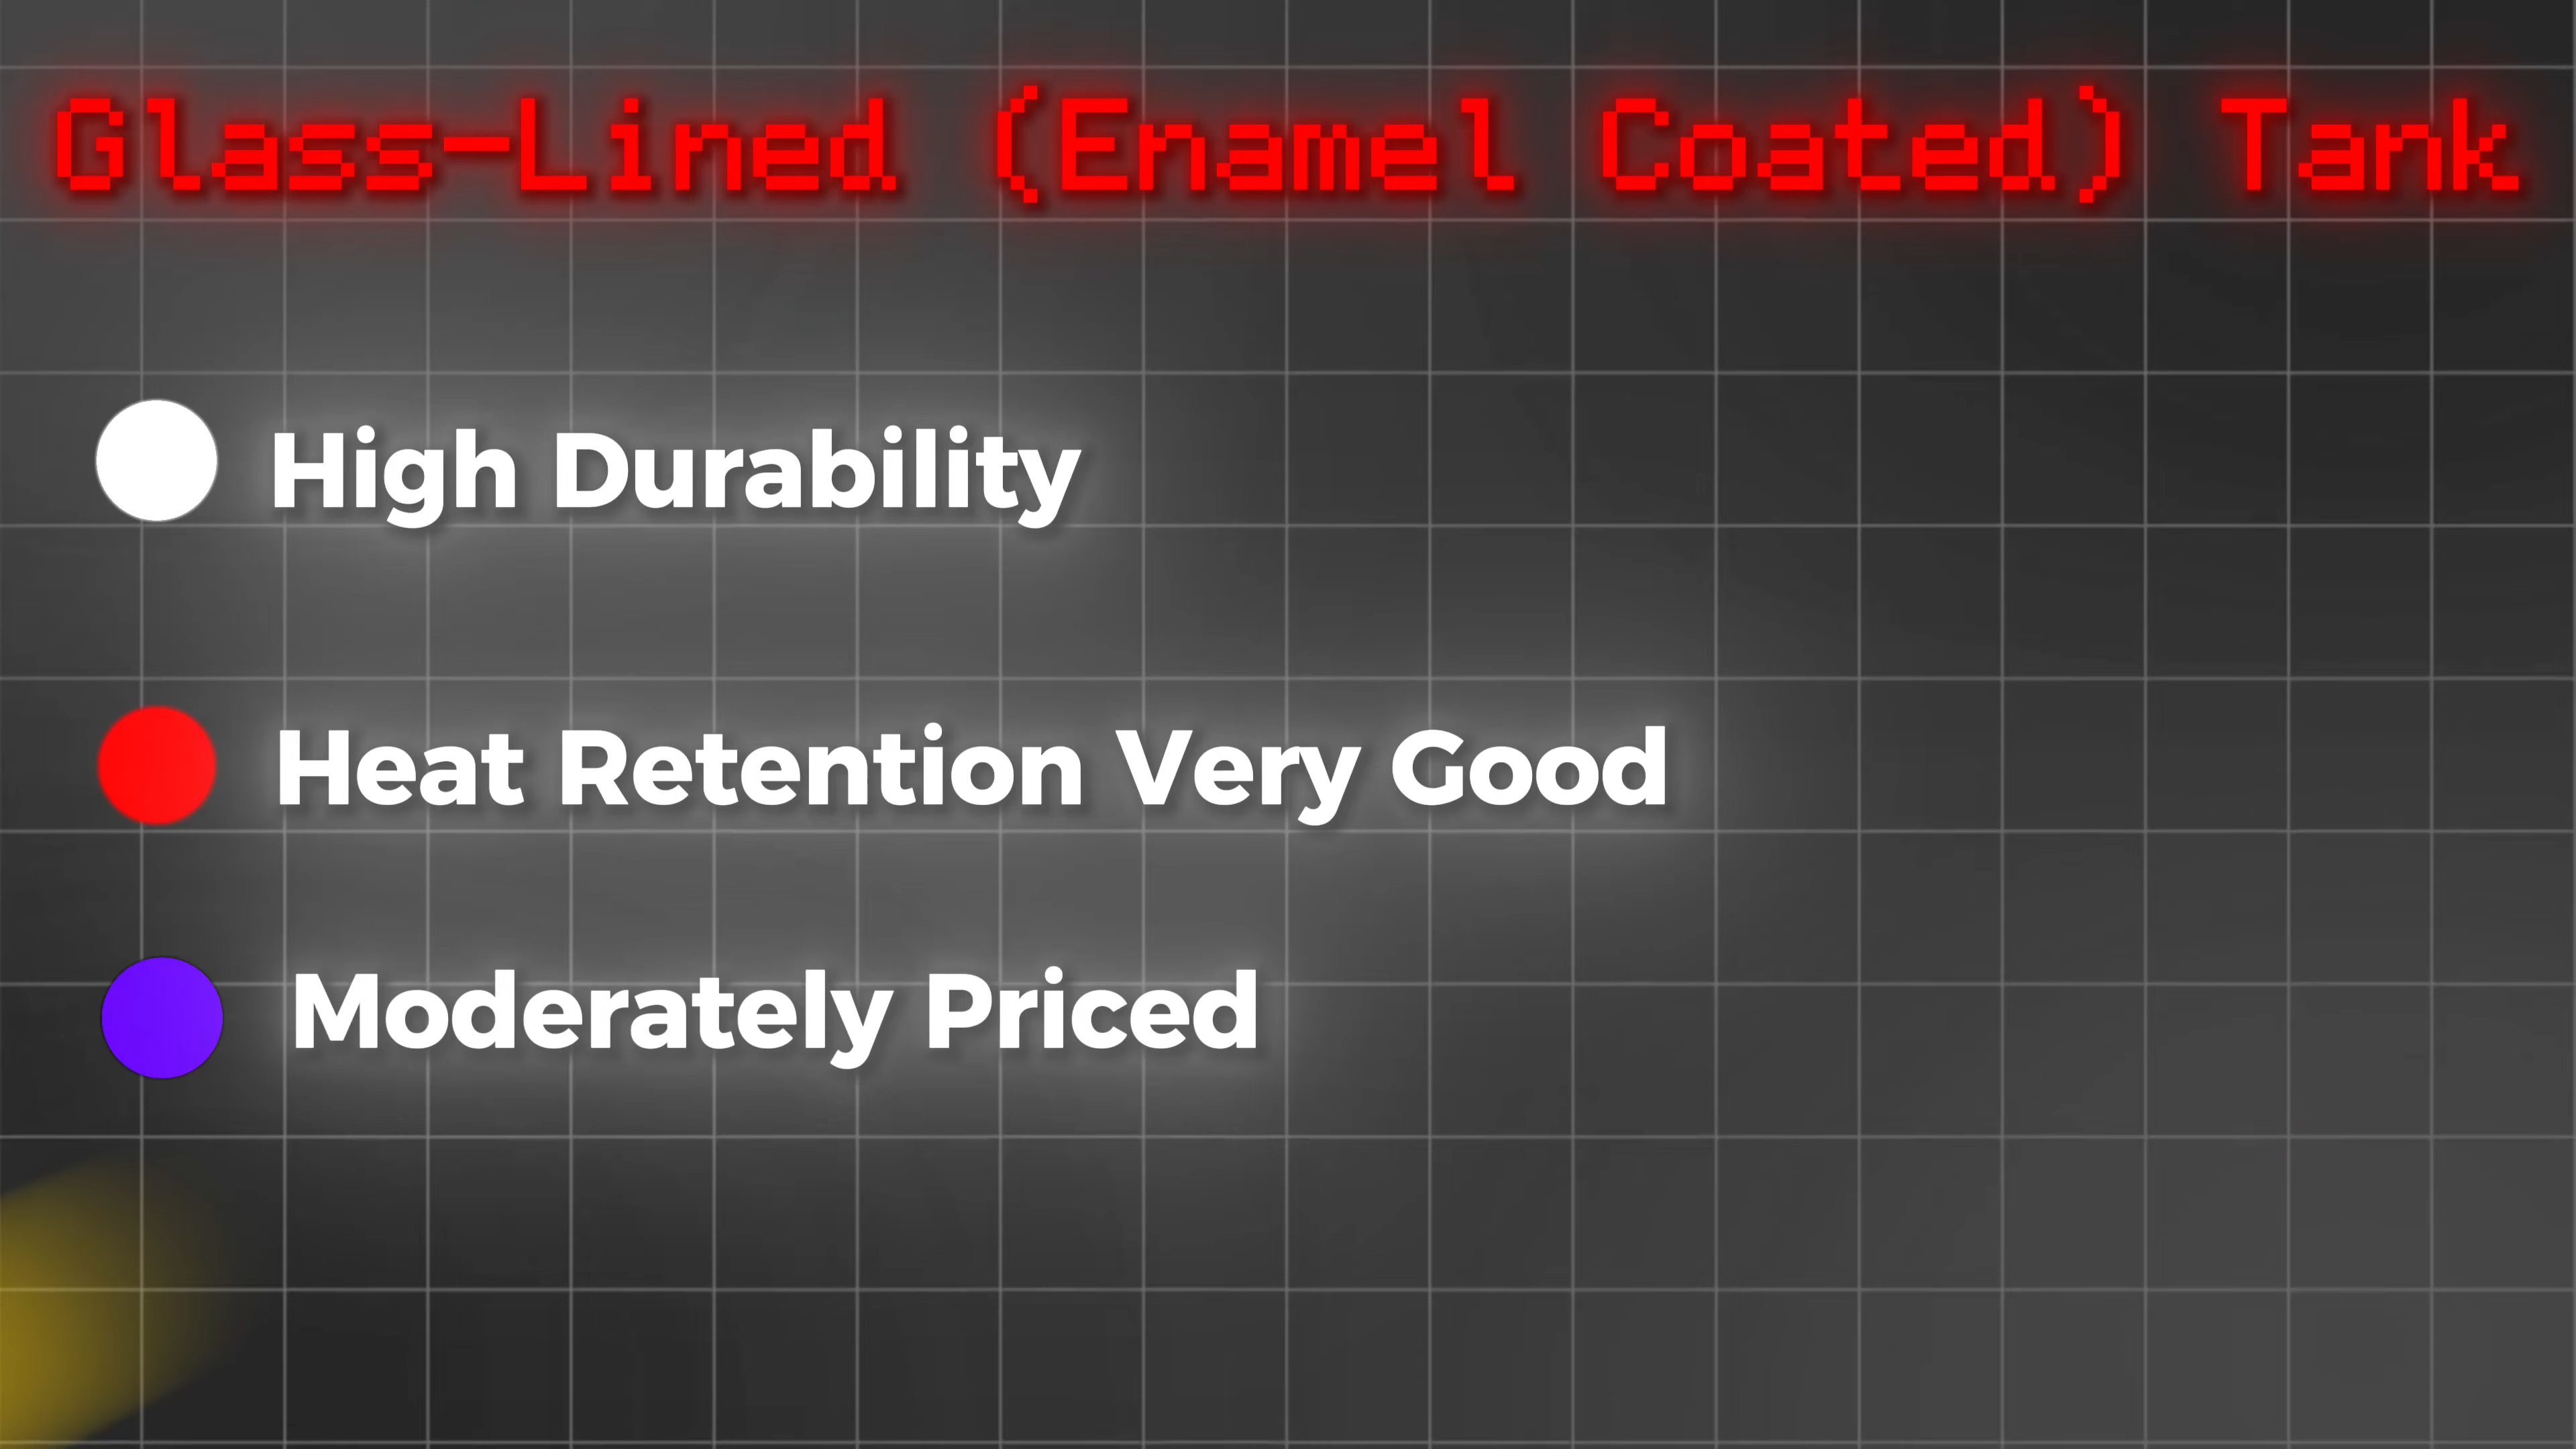 Glass-Lined (Enamel Coated) Tank
High Durability
Heat Retention Very Good
Moderately Priced